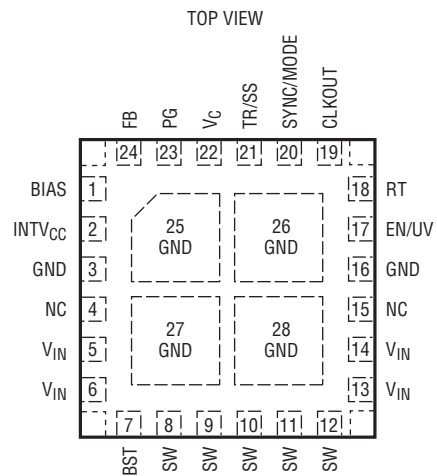 TOP VIEW
FB
PG
VC
TR/SS
SYNC/MODE
CLKOUT
24 23 22 21 20 19
BIAS 1
INTVCC 2
GND 3
NC 4
VIN 5
VIN 6
18 RT
17 EN/UV
16 GND
15 NC
14 VIN
13 VIN
25
GND
26
GND
27
GND
28
GND
7 8 9 10 11 12
BST
SW
SW
SW
SW
SW